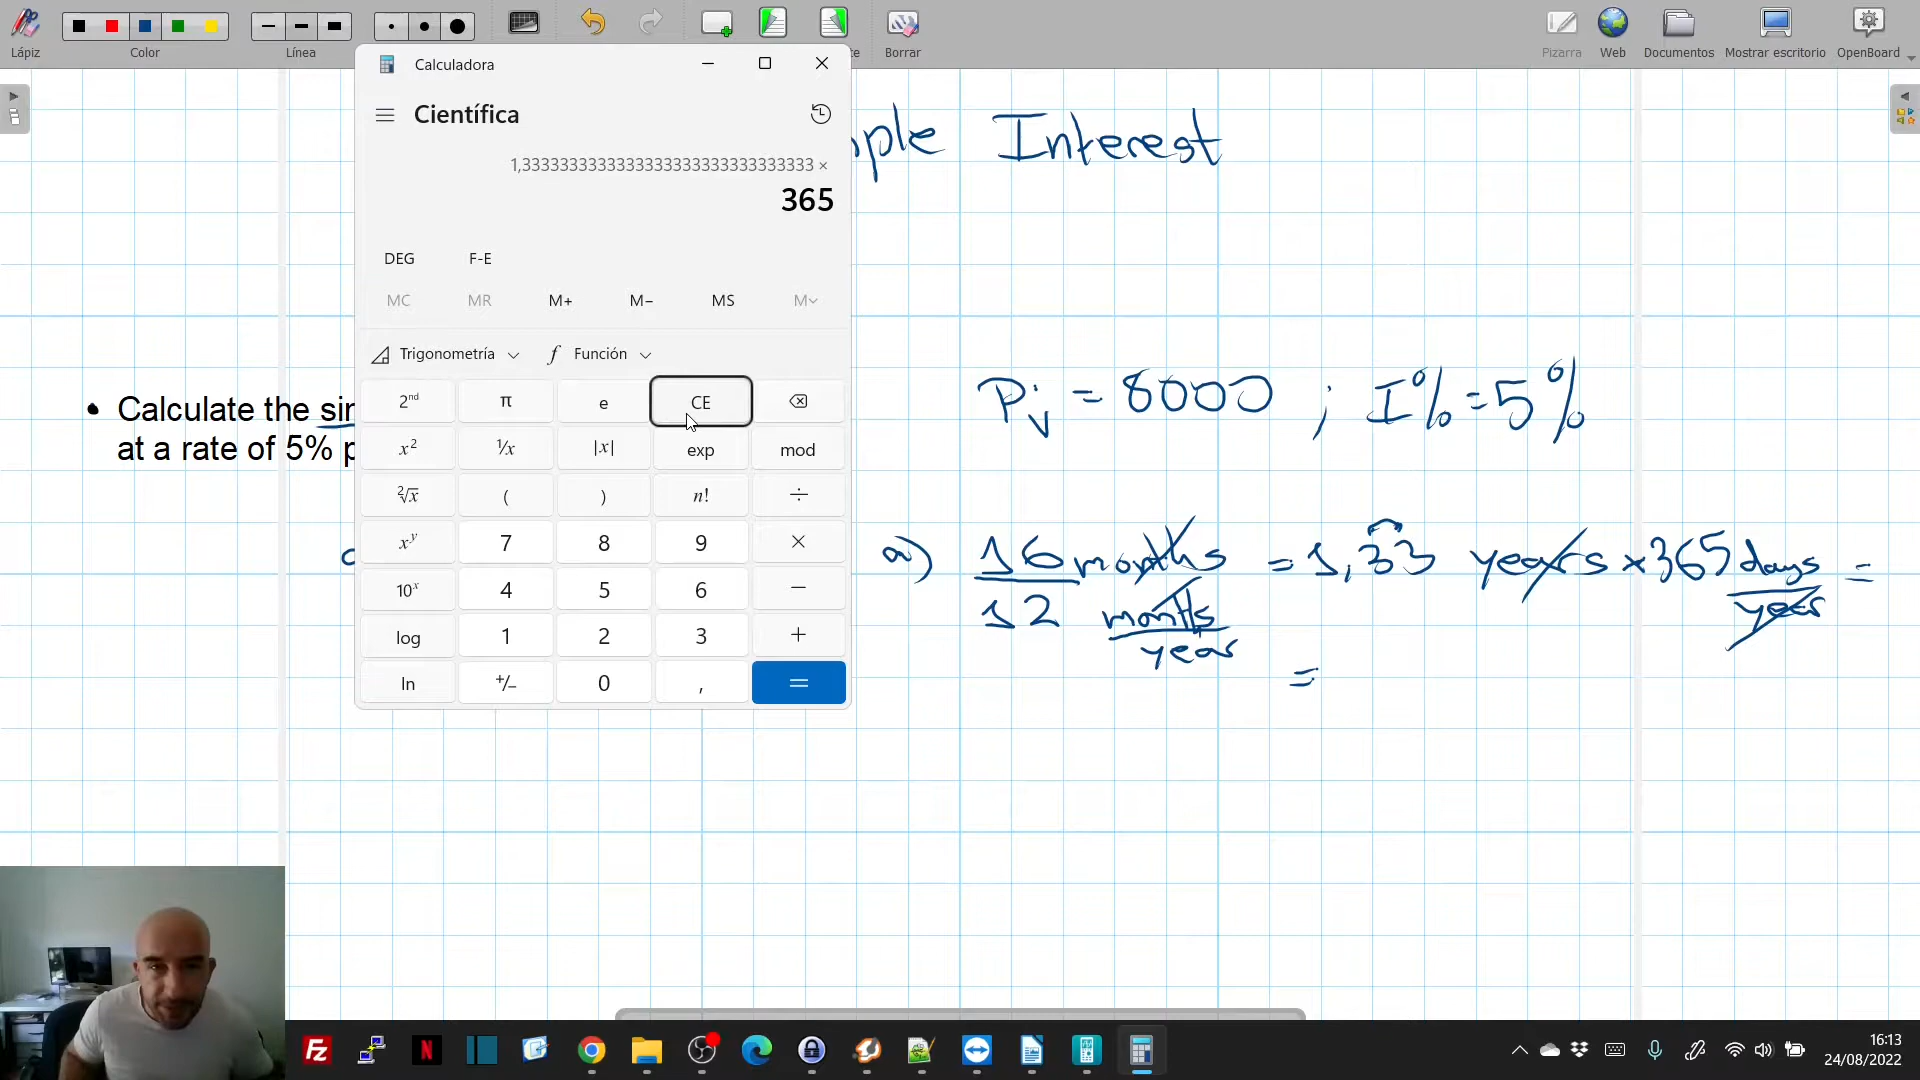 Lápiz
Color
Línea
Borrar
Pizarra
Web
Documentos
Mostrar escritorio
OpenBoard
Calculadora
Científica
1,3333333333333333333333333333333 ×
365
DEG F-E
MC MR M+ M− MS M
Trigonometría f Función
2nd π e CE
x2 1/x |x| exp mod
2√x ( ) n! ÷
xy 7 8 9 ×
10x 4 5 6 −
log 1 2 3 +
ln +/− 0 , =
Interest
• Calculate the
at a rate of 5%
Pv = 8000 ; I% = 5%
a) 16 months = 1,33 years × 365 days =
12 months year
year
=
16:13
24/08/2022